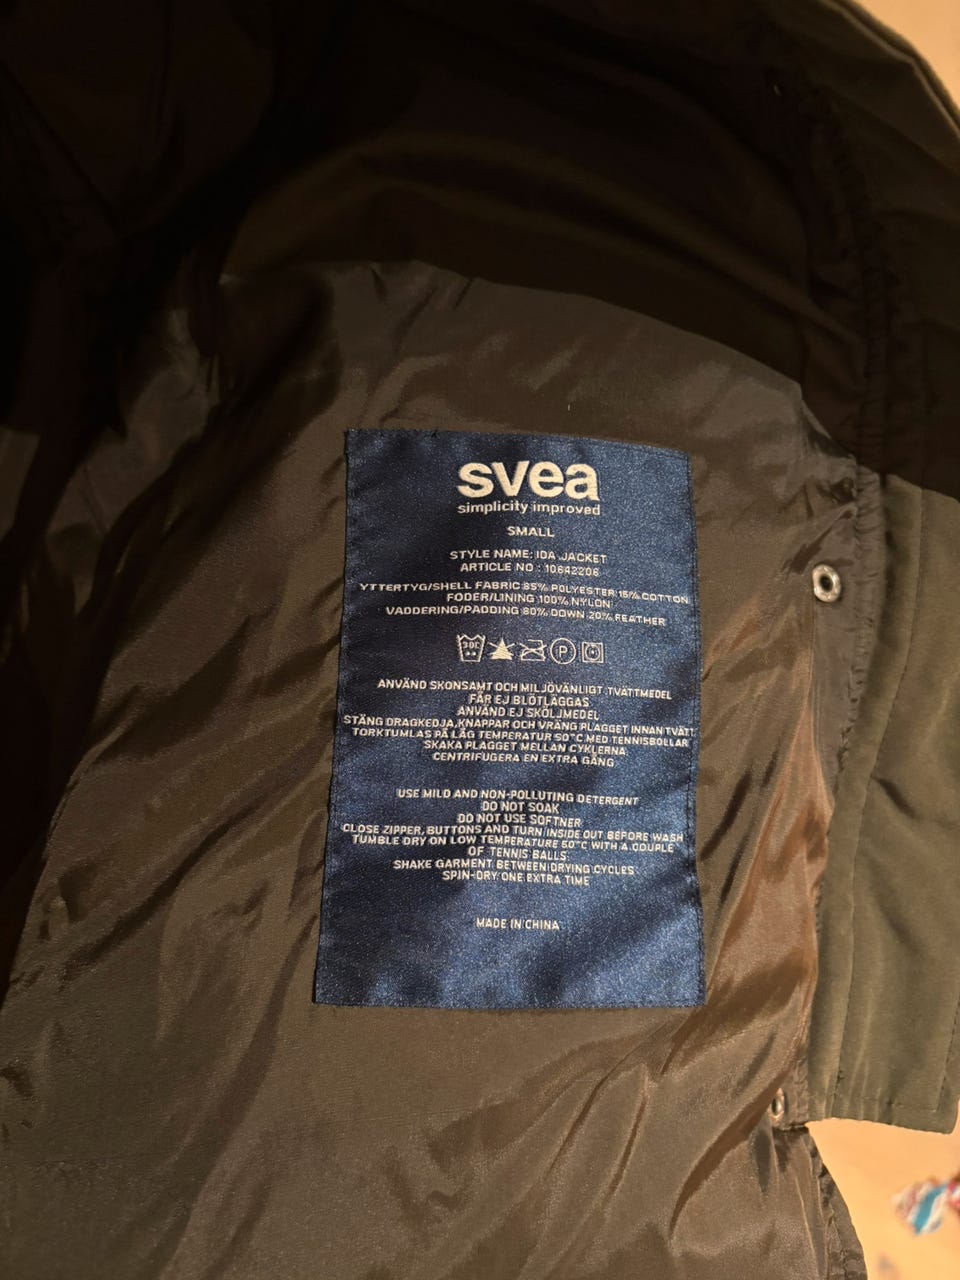 svea
simplicity improved
SMALL
STYLE NAME: IDA JACKET
ARTICLE NO : 10642206
YTTERTYG/SHELL FABRIC:85% POLYESTER 15% COTTON
FODER/LINING:100% NYLON
VADDERING/PADDING 80% DOWN 20% FEATHER
30C
P
ANVÄND SKONSAMT OCH MILJÖVÄNLIGT TVÄTTMEDEL
FÅR EJ BLÖTLÄGGAS
ANVÄND EJ SKÖLJMEDEL
STÄNG DRAGKEDJA,KNAPPAR OCH VRÄNG PLAGGET INNAN TVÄTT
TORKTUMLAS PÅ LÅG TEMPERATUR 50°C MED TENNISBOLLAR
SKAKA PLAGGET MELLAN CYKLERNA
CENTRIFUGERA EN EXTRA GÅNG
USE MILD AND NON-POLLUTING DETERGENT
DO NOT SOAK
DO NOT USE SOFTNER
CLOSE ZIPPER, BUTTONS AND TURN INSIDE OUT BEFORE WASH
TUMBLE DRY ON LOW TEMPERATURE 50°C WITH A COUPLE
OF TENNIS BALLS
SHAKE GARMENT BETWEEN DRYING CYCLES
SPIN-DRY ONE EXTRA TIME
MADE IN CHINA